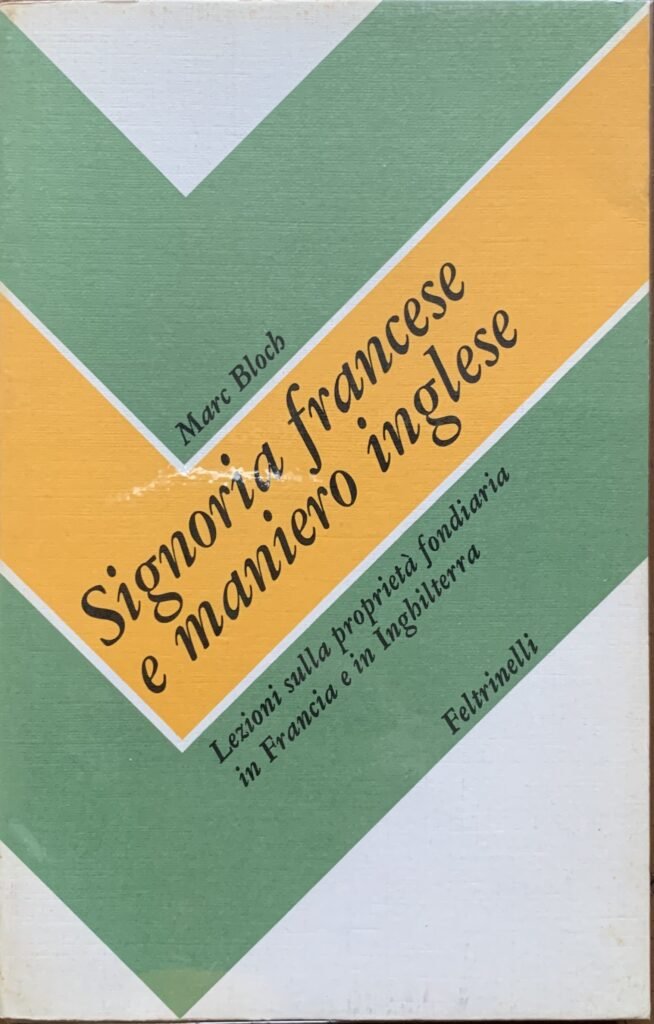 Marc Bloch
Signoria francese
e maniero inglese
Lezioni sulla proprietà fondiaria
in Francia e in Inghilterra
Feltrinelli